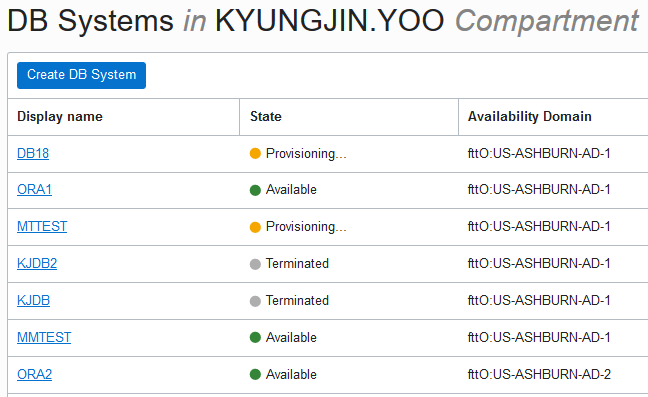 DB Systems in KYUNGJIN.YOO Compartment
Create DB System
Display name State Availability Domain
DB18 Provisioning... fttO:US-ASHBURN-AD-1
ORA1 Available fttO:US-ASHBURN-AD-1
MTTEST Provisioning... fttO:US-ASHBURN-AD-1
KJDB2 Terminated fttO:US-ASHBURN-AD-1
KJDB Terminated fttO:US-ASHBURN-AD-1
MMTEST Available fttO:US-ASHBURN-AD-1
ORA2 Available fttO:US-ASHBURN-AD-2